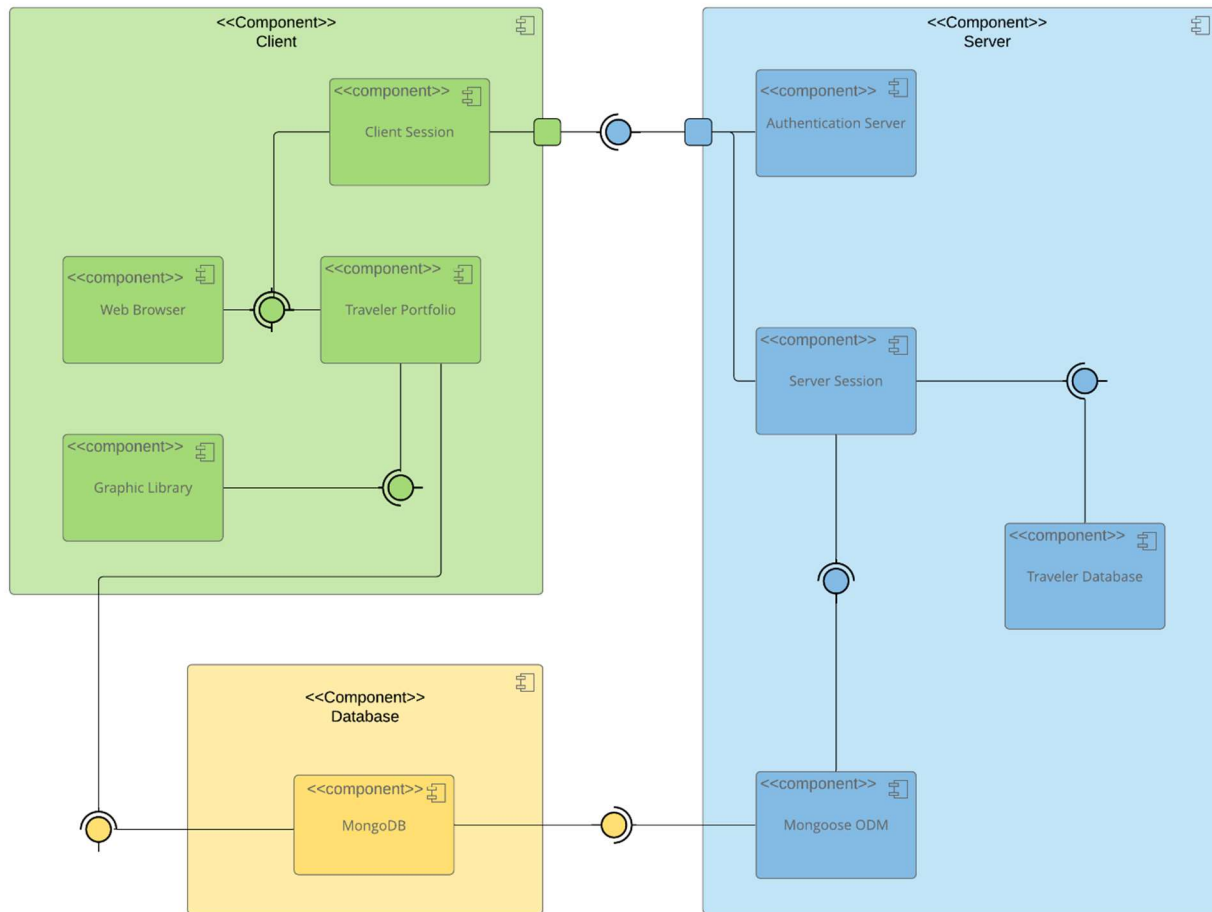 <<Component>>
Client
<<component>>
Client Session
<<component>>
Web Browser
<<component>>
Traveler Portfolio
<<component>>
Graphic Library
<<Component>>
Server
<<component>>
Authentication Server
<<component>>
Server Session
<<component>>
Traveler Database
<<component>>
Mongoose ODM
<<Component>>
Database
<<component>>
MongoDB